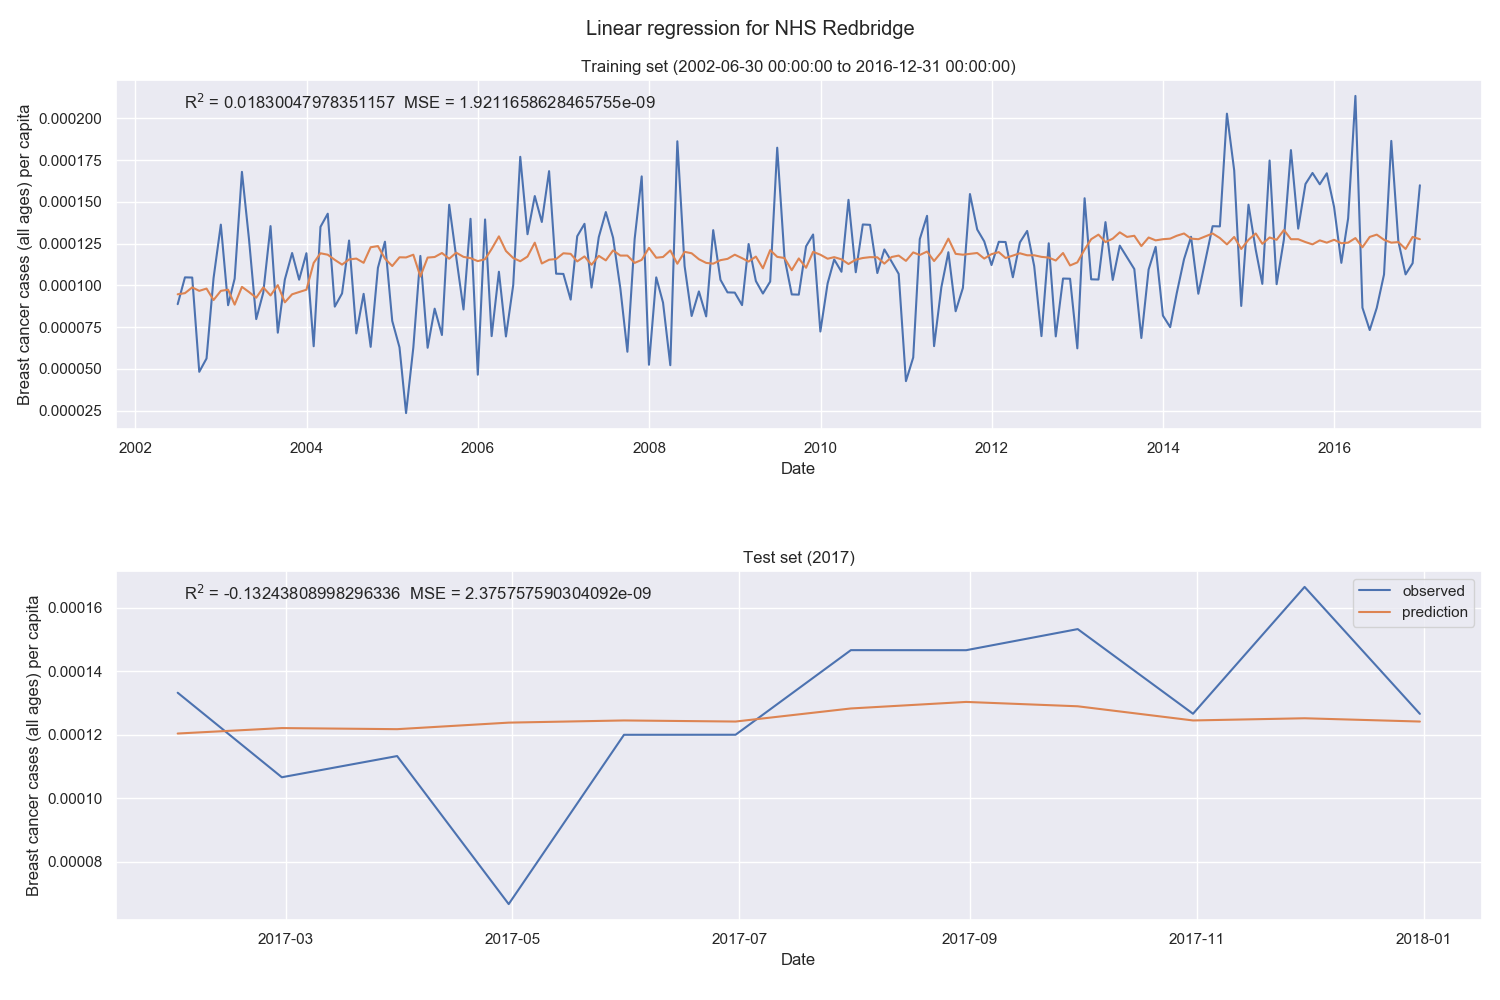 Linear regression for NHS Redbridge
Training set (2002-06-30 00:00:00 to 2016-12-31 00:00:00)
R² = 0.01830047978351157 MSE = 1.9211658628465755e-09
Breast cancer cases (all ages) per capita
0.000200
0.000175
0.000150
0.000125
0.000100
0.000075
0.000050
0.000025
2002 2004 2006 2008 2010 2012 2014 2016
Date
Test set (2017)
R² = -0.13243808998296336 MSE = 2.375757590304092e-09
observed
prediction
Breast cancer cases (all ages) per capita
0.00016
0.00014
0.00012
0.00010
0.00008
2017-03 2017-05 2017-07 2017-09 2017-11 2018-01
Date